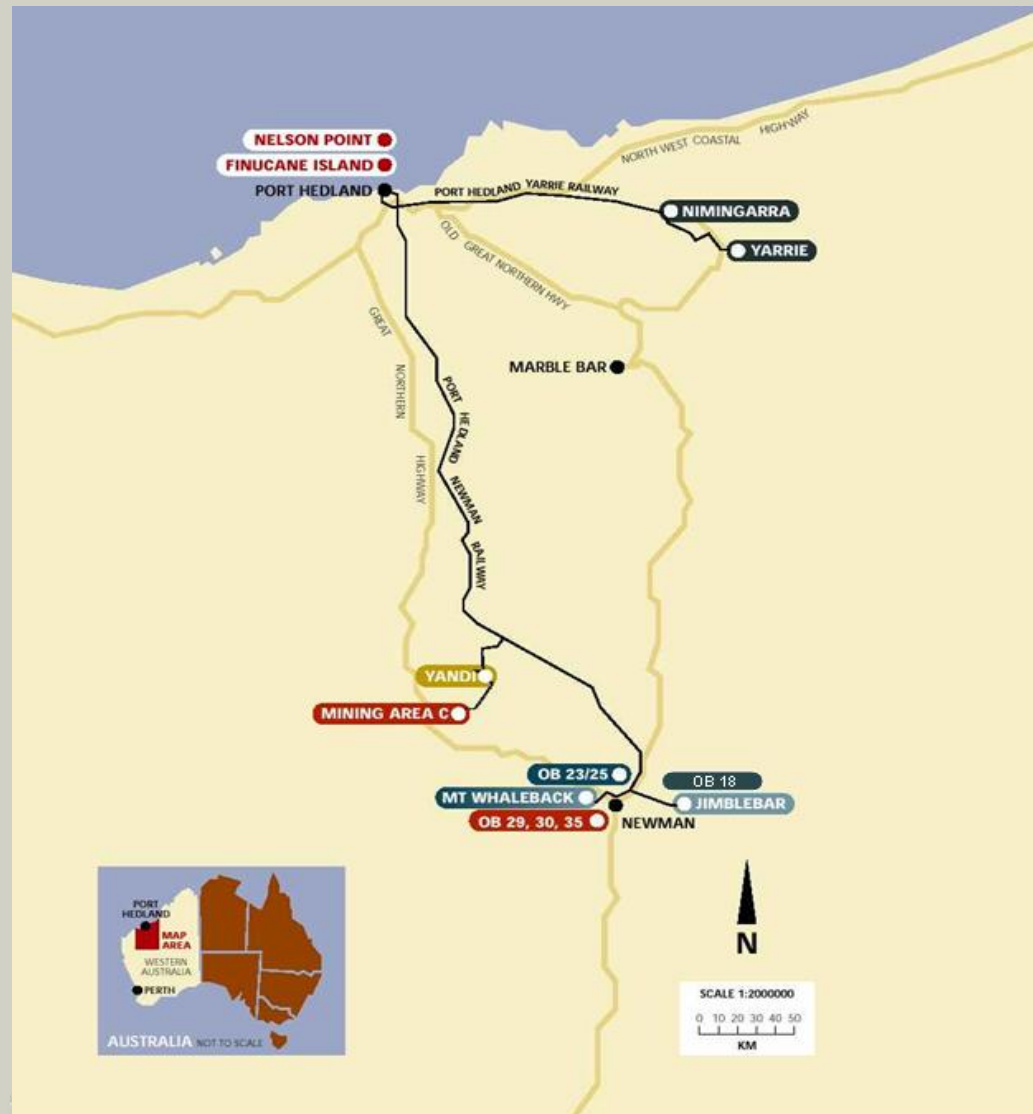 NELSON POINT
FINUCANE ISLAND
PORT HEDLAND
NORTH WEST COASTAL HIGHWAY
PORT HEDLAND YARRIE RAILWAY
NIMINGARRA
YARRIE
OLD GREAT NORTHERN HWY
GREAT NORTHERN HIGHWAY
MARBLE BAR
PORT HEDLAND NEWMAN RAILWAY
YANDI
MINING AREA C
OB 23/25
OB 18
MT WHALEBACK
JIMBLEBAR
OB 29, 30, 35
NEWMAN
PORT
HEDLAND
MAP
AREA
WESTERN
AUSTRALIA
PERTH
AUSTRALIA NOT TO SCALE
N
SCALE 1:2000000
0 10 20 30 40 50
KM